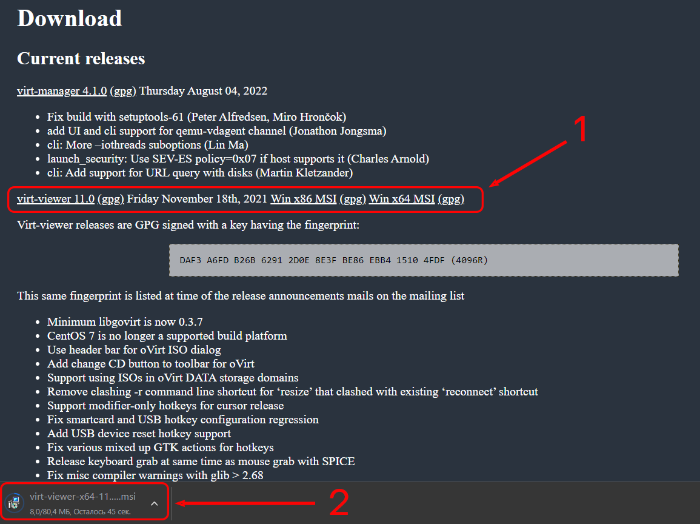 Download
Current releases
virt-manager 4.1.0 (gpg) Thursday August 04, 2022
Fix build with setuptools-61 (Peter Alfredsen, Miro Hrončok)
add UI and cli support for qemu-vdagent channel (Jonathon Jongsma)
cli: More –iothreads suboptions (Lin Ma)
launch_security: Use SEV-ES policy=0x07 if host supports it (Charles Arnold)
cli: Add support for URL query with disks (Martin Kletzander)
1
virt-viewer 11.0 (gpg) Friday November 18th, 2021 Win x86 MSI (gpg) Win x64 MSI (gpg)
Virt-viewer releases are GPG signed with a key having the fingerprint:
DAF3 A6FD B26B 6291 2D0E 8E3F BE86 EBB4 1510 4FDF (4096R)
This same fingerprint is listed at time of the release announcements mails on the mailing list
Minimum libgovirt is now 0.3.7
CentOS 7 is no longer a supported build platform
Use header bar for oVirt ISO dialog
Add change CD button to toolbar for oVirt
Support using ISOs in oVirt DATA storage domains
Remove clashing -r command line shortcut for ‘resize’ that clashed with existing ‘reconnect’ shortcut
Support modifier-only hotkeys for cursor release
Fix smartcard and USB hotkey configuration regression
Add USB device reset hotkey support
Fix various mixed up GTK actions for hotkeys
Release keyboard grab at same time as mouse grab with SPICE
Fix misc compiler warnings with glib > 2.68
virt-viewer-x64-11.....msi
8,0/80,4 МБ, Осталось 45 сек.
2